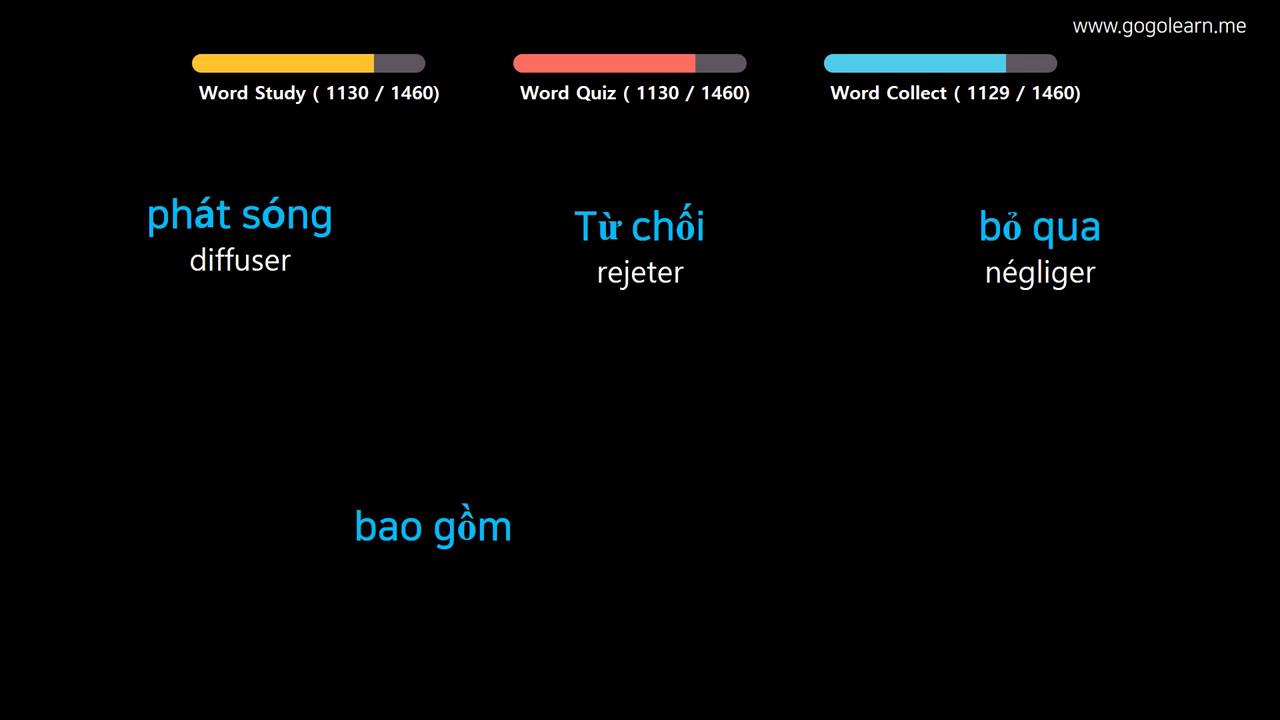 www.gogolearn.me
Word Study ( 1130 / 1460)
Word Quiz ( 1130 / 1460)
Word Collect ( 1129 / 1460)
phát sóng
diffuser
Từ chối
rejeter
bỏ qua
négliger
bao gồm